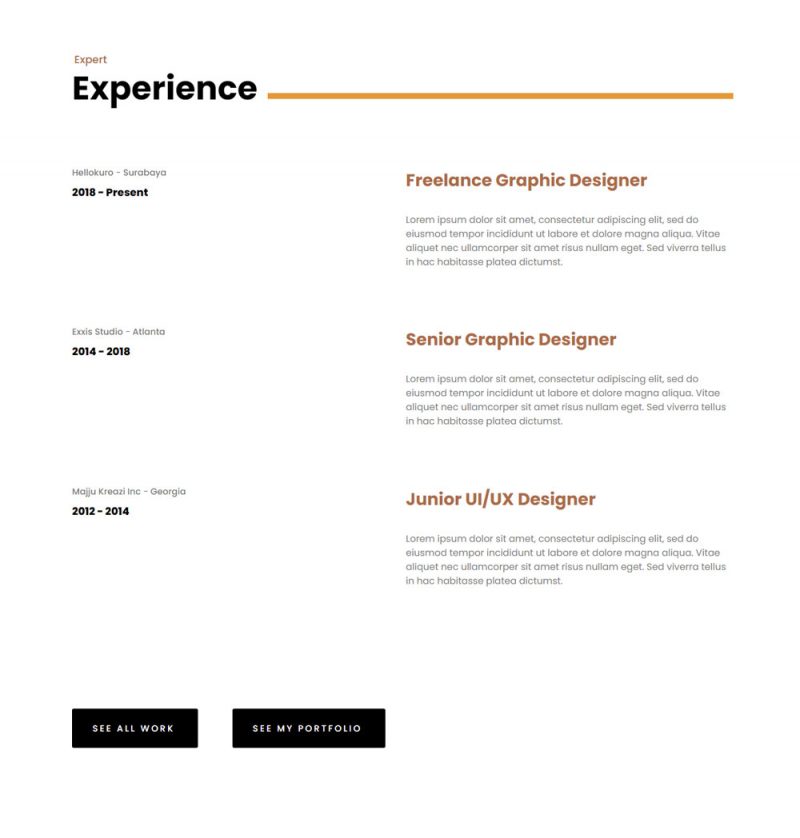 Expert
Experience
Hellokuro - Surabaya
2018 - Present
Freelance Graphic Designer
Lorem ipsum dolor sit amet, consectetur adipiscing elit, sed do
eiusmod tempor incididunt ut labore et dolore magna aliqua. Vitae
aliquet nec ullamcorper sit amet risus nullam eget. Sed viverra tellus
in hac habitasse platea dictumst.
Exxis Studio - Atlanta
2014 - 2018
Senior Graphic Designer
Lorem ipsum dolor sit amet, consectetur adipiscing elit, sed do
eiusmod tempor incididunt ut labore et dolore magna aliqua. Vitae
aliquet nec ullamcorper sit amet risus nullam eget. Sed viverra tellus
in hac habitasse platea dictumst.
Majju Kreazi Inc - Georgia
2012 - 2014
Junior UI/UX Designer
Lorem ipsum dolor sit amet, consectetur adipiscing elit, sed do
eiusmod tempor incididunt ut labore et dolore magna aliqua. Vitae
aliquet nec ullamcorper sit amet risus nullam eget. Sed viverra tellus
in hac habitasse platea dictumst.
SEE ALL WORK
SEE MY PORTFOLIO